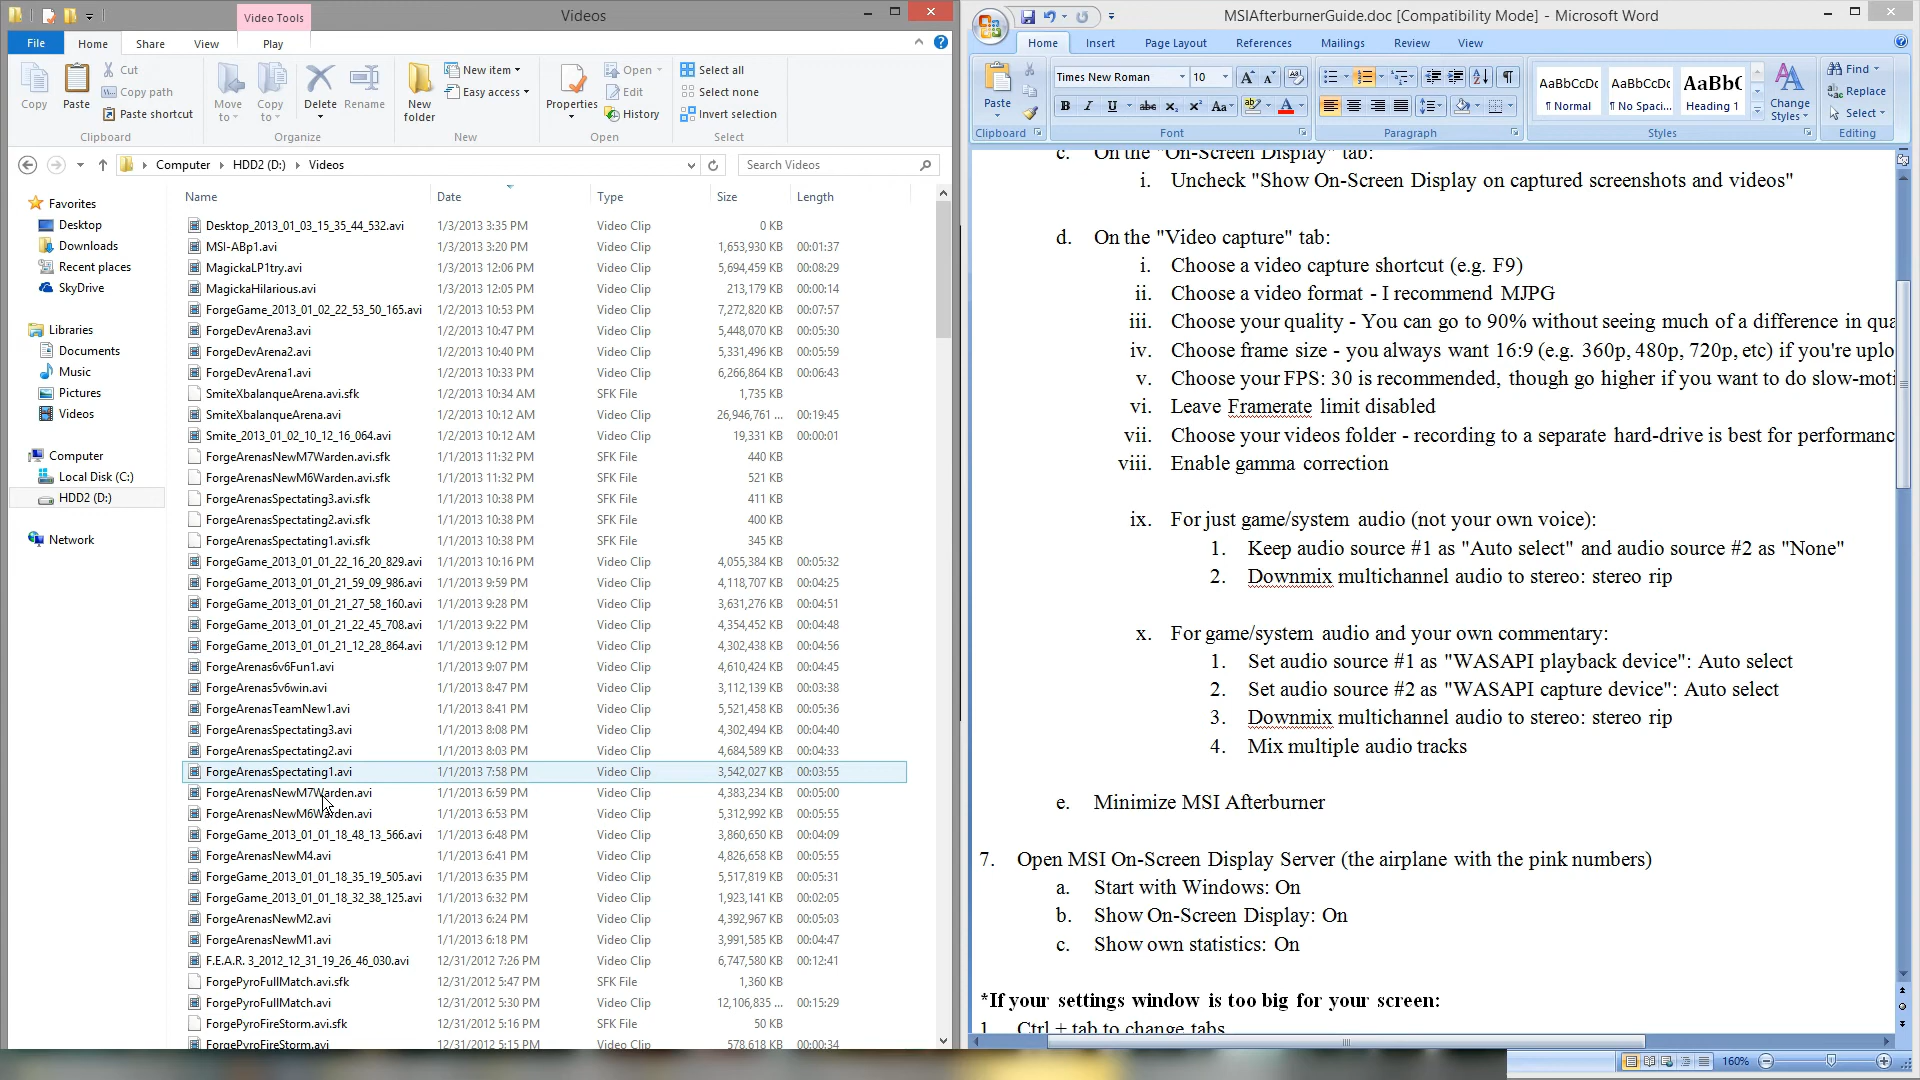 Video Tools
Videos
File
Home
Share
View
Play
Copy
Paste
Cut
Copy path
Paste shortcut
Clipboard
Move to
Copy to
Delete
Rename
Organize
New folder
New item
Easy access
New
Properties
Open
Edit
History
Open
Select all
Select none
Invert selection
Select
Computer HDD2 (D:) Videos
Search Videos
Favorites
Desktop
Downloads
Recent places
SkyDrive
Libraries
Documents
Music
Pictures
Videos
Computer
Local Disk (C:)
HDD2 (D:)
Network
Name Date Type Size Length
Desktop_2013_01_03_15_35_44_532.avi 1/3/2013 3:35 PM Video Clip 0 KB
MSI-ABp1.avi 1/3/2013 3:20 PM Video Clip 1,653,930 KB 00:01:37
MagickaLP1try.avi 1/3/2013 12:06 PM Video Clip 5,694,459 KB 00:08:29
MagickaHilarious.avi 1/3/2013 12:05 PM Video Clip 213,179 KB 00:00:14
ForgeGame_2013_01_02_22_53_50_165.avi 1/2/2013 10:53 PM Video Clip 7,272,820 KB 00:07:57
ForgeDevArena3.avi 1/2/2013 10:47 PM Video Clip 5,448,070 KB 00:05:30
ForgeDevArena2.avi 1/2/2013 10:40 PM Video Clip 5,331,496 KB 00:05:59
ForgeDevArena1.avi 1/2/2013 10:33 PM Video Clip 6,266,864 KB 00:06:43
SmiteXbalanqueArena.avi.sfk 1/2/2013 10:34 AM SFK File 1,735 KB
SmiteXbalanqueArena.avi 1/2/2013 10:12 AM Video Clip 26,946,761 ... 00:19:45
Smite_2013_01_02_10_12_16_064.avi 1/2/2013 10:12 AM Video Clip 19,331 KB 00:00:01
ForgeArenasNewM7Warden.avi.sfk 1/1/2013 11:32 PM SFK File 440 KB
ForgeArenasNewM6Warden.avi.sfk 1/1/2013 11:32 PM SFK File 521 KB
ForgeArenasSpectating3.avi.sfk 1/1/2013 10:38 PM SFK File 411 KB
ForgeArenasSpectating2.avi.sfk 1/1/2013 10:38 PM SFK File 400 KB
ForgeArenasSpectating1.avi.sfk 1/1/2013 10:38 PM SFK File 345 KB
ForgeGame_2013_01_01_22_16_20_829.avi 1/1/2013 10:16 PM Video Clip 4,055,384 KB 00:05:32
ForgeGame_2013_01_01_21_59_09_986.avi 1/1/2013 9:59 PM Video Clip 4,118,707 KB 00:04:25
ForgeGame_2013_01_01_21_27_58_160.avi 1/1/2013 9:28 PM Video Clip 3,631,276 KB 00:04:51
ForgeGame_2013_01_01_21_22_45_708.avi 1/1/2013 9:22 PM Video Clip 4,354,452 KB 00:04:48
ForgeGame_2013_01_01_21_12_28_864.avi 1/1/2013 9:12 PM Video Clip 4,302,438 KB 00:04:56
ForgeArenas6v6Fun1.avi 1/1/2013 9:07 PM Video Clip 4,610,424 KB 00:04:45
ForgeArenas5v6win.avi 1/1/2013 8:47 PM Video Clip 3,112,139 KB 00:03:38
ForgeArenasTeamNew1.avi 1/1/2013 8:41 PM Video Clip 5,521,458 KB 00:05:36
ForgeArenasSpectating3.avi 1/1/2013 8:08 PM Video Clip 4,302,494 KB 00:04:40
ForgeArenasSpectating2.avi 1/1/2013 8:03 PM Video Clip 4,684,589 KB 00:04:33
ForgeArenasSpectating1.avi 1/1/2013 7:58 PM Video Clip 3,542,027 KB 00:03:55
ForgeArenasNewM7Warden.avi 1/1/2013 6:59 PM Video Clip 4,383,234 KB 00:05:00
ForgeArenasNewM6Warden.avi 1/1/2013 6:53 PM Video Clip 5,312,992 KB 00:05:55
ForgeGame_2013_01_01_18_48_13_566.avi 1/1/2013 6:48 PM Video Clip 3,860,650 KB 00:04:09
ForgeArenasNewM4.avi 1/1/2013 6:41 PM Video Clip 4,826,658 KB 00:05:55
ForgeGame_2013_01_01_18_35_19_505.avi 1/1/2013 6:35 PM Video Clip 5,517,819 KB 00:05:31
ForgeGame_2013_01_01_18_32_38_125.avi 1/1/2013 6:32 PM Video Clip 1,923,141 KB 00:02:05
ForgeArenasNewM2.avi 1/1/2013 6:24 PM Video Clip 4,392,967 KB 00:05:03
ForgeArenasNewM1.avi 1/1/2013 6:18 PM Video Clip 3,991,585 KB 00:04:47
F.E.A.R. 3_2012_12_31_19_26_46_030.avi 12/31/2012 7:26 PM Video Clip 6,747,580 KB 00:12:41
ForgePyroFullMatch.avi.sfk 12/31/2012 5:47 PM SFK File 1,360 KB
ForgePyroFullMatch.avi 12/31/2012 5:30 PM Video Clip 12,106,835 ... 00:15:29
ForgePyroFireStorm.avi.sfk 12/31/2012 5:16 PM SFK File 50 KB
ForgePyroFireStorm.avi 12/31/2012 5:15 PM Video Clip 578,618 KB 00:00:34
MSIAfterburnerGuide.doc [Compatibility Mode] - Microsoft Word
Home
Insert
Page Layout
References
Mailings
Review
View
Paste
Clipboard
Times New Roman
10
Font
Paragraph
AaBbCcDc
¶ Normal
AaBbCcDc
¶ No Spaci...
AaBbC
Heading 1
Change Styles
Styles
Find
Replace
Select
Editing
c. On the "On-Screen Display" tab:
i. Uncheck "Show On-Screen Display on captured screenshots and videos"
d. On the "Video capture" tab:
i. Choose a video capture shortcut (e.g. F9)
ii. Choose a video format - I recommend MJPG
iii. Choose your quality - You can go to 90% without seeing much of a difference in qua
iv. Choose frame size - you always want 16:9 (e.g. 360p, 480p, 720p, etc) if you're uplo
v. Choose your FPS: 30 is recommended, though go higher if you want to do slow-moti
vi. Leave Framerate limit disabled
vii. Choose your videos folder - recording to a separate hard-drive is best for performanc
viii. Enable gamma correction
ix. For just game/system audio (not your own voice):
1. Keep audio source #1 as "Auto select" and audio source #2 as "None"
2. Downmix multichannel audio to stereo: stereo rip
x. For game/system audio and your own commentary:
1. Set audio source #1 as "WASAPI playback device": Auto select
2. Set audio source #2 as "WASAPI capture device": Auto select
3. Downmix multichannel audio to stereo: stereo rip
4. Mix multiple audio tracks
e. Minimize MSI Afterburner
7. Open MSI On-Screen Display Server (the airplane with the pink numbers)
a. Start with Windows: On
b. Show On-Screen Display: On
c. Show own statistics: On
*If your settings window is too big for your screen:
1. Ctrl + tab to change tabs
160%